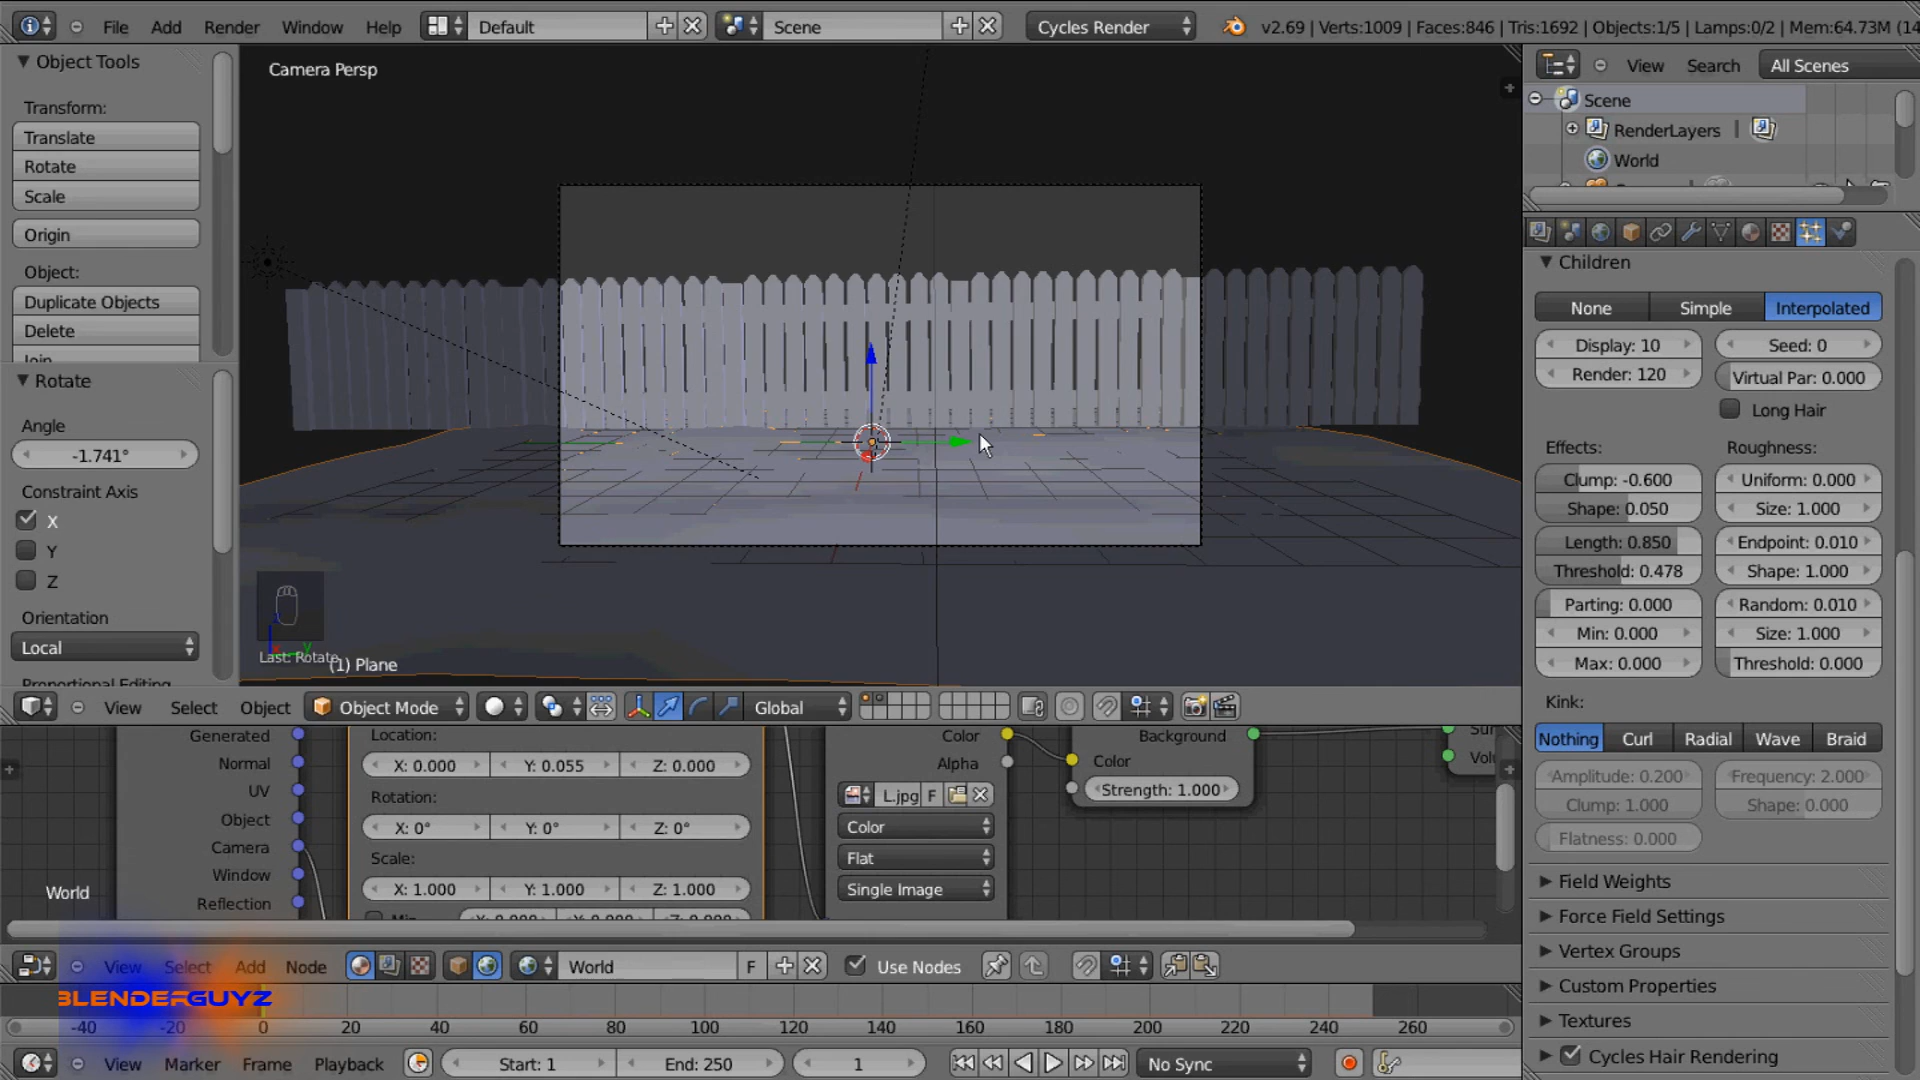 File Add Render Window Help Default Scene Cycles Render v2.69 | Verts:1009 | Faces:846 | Tris:1692 | Objects:1/5 | Lamps:0/2 | Mem:64.73M (14
Object Tools
Transform:
Translate
Rotate
Scale
Origin
Object:
Duplicate Objects
Delete
Join
Rotate
Angle
-1.741°
Constraint Axis
X
Y
Z
Orientation
Local
Proportional Editing
Camera Persp
Last: Rotate
(1) Plane
View Select Object Object Mode Global
View Search All Scenes
Scene
RenderLayers
World
Children
None Simple Interpolated
Display: 10 Seed: 0
Render: 120 Virtual Par: 0.000
Long Hair
Effects: Roughness:
Clump: -0.600 Uniform: 0.000
Shape: 0.050 Size: 1.000
Length: 0.850 Endpoint: 0.010
Threshold: 0.478 Shape: 1.000
Parting: 0.000 Random: 0.010
Min: 0.000 Size: 1.000
Max: 0.000 Threshold: 0.000
Kink:
Nothing Curl Radial Wave Braid
Amplitude: 0.200 Frequency: 2.000
Clump: 1.000 Shape: 0.000
Flatness: 0.000
Field Weights
Force Field Settings
Vertex Groups
Custom Properties
Textures
Cycles Hair Rendering
Generated
Normal
UV
Object
Camera
Window
Reflection
World
Location:
X: 0.000 Y: 0.055 Z: 0.000
Rotation:
X: 0° Y: 0° Z: 0°
Scale:
X: 1.000 Y: 1.000 Z: 1.000
Min X: 0.000 Y: 0.000 Z: 0.000
Color
Alpha
L.jpg F
Color
Flat
Single Image
Background
Color
Strength: 1.000
View Select Add Node World F Use Nodes
BLENDERGUYZ
-40 -20 0 20 40 60 80 100 120 140 160 180 200 220 240 260
View Marker Frame Playback Start: 1 End: 250 1 No Sync